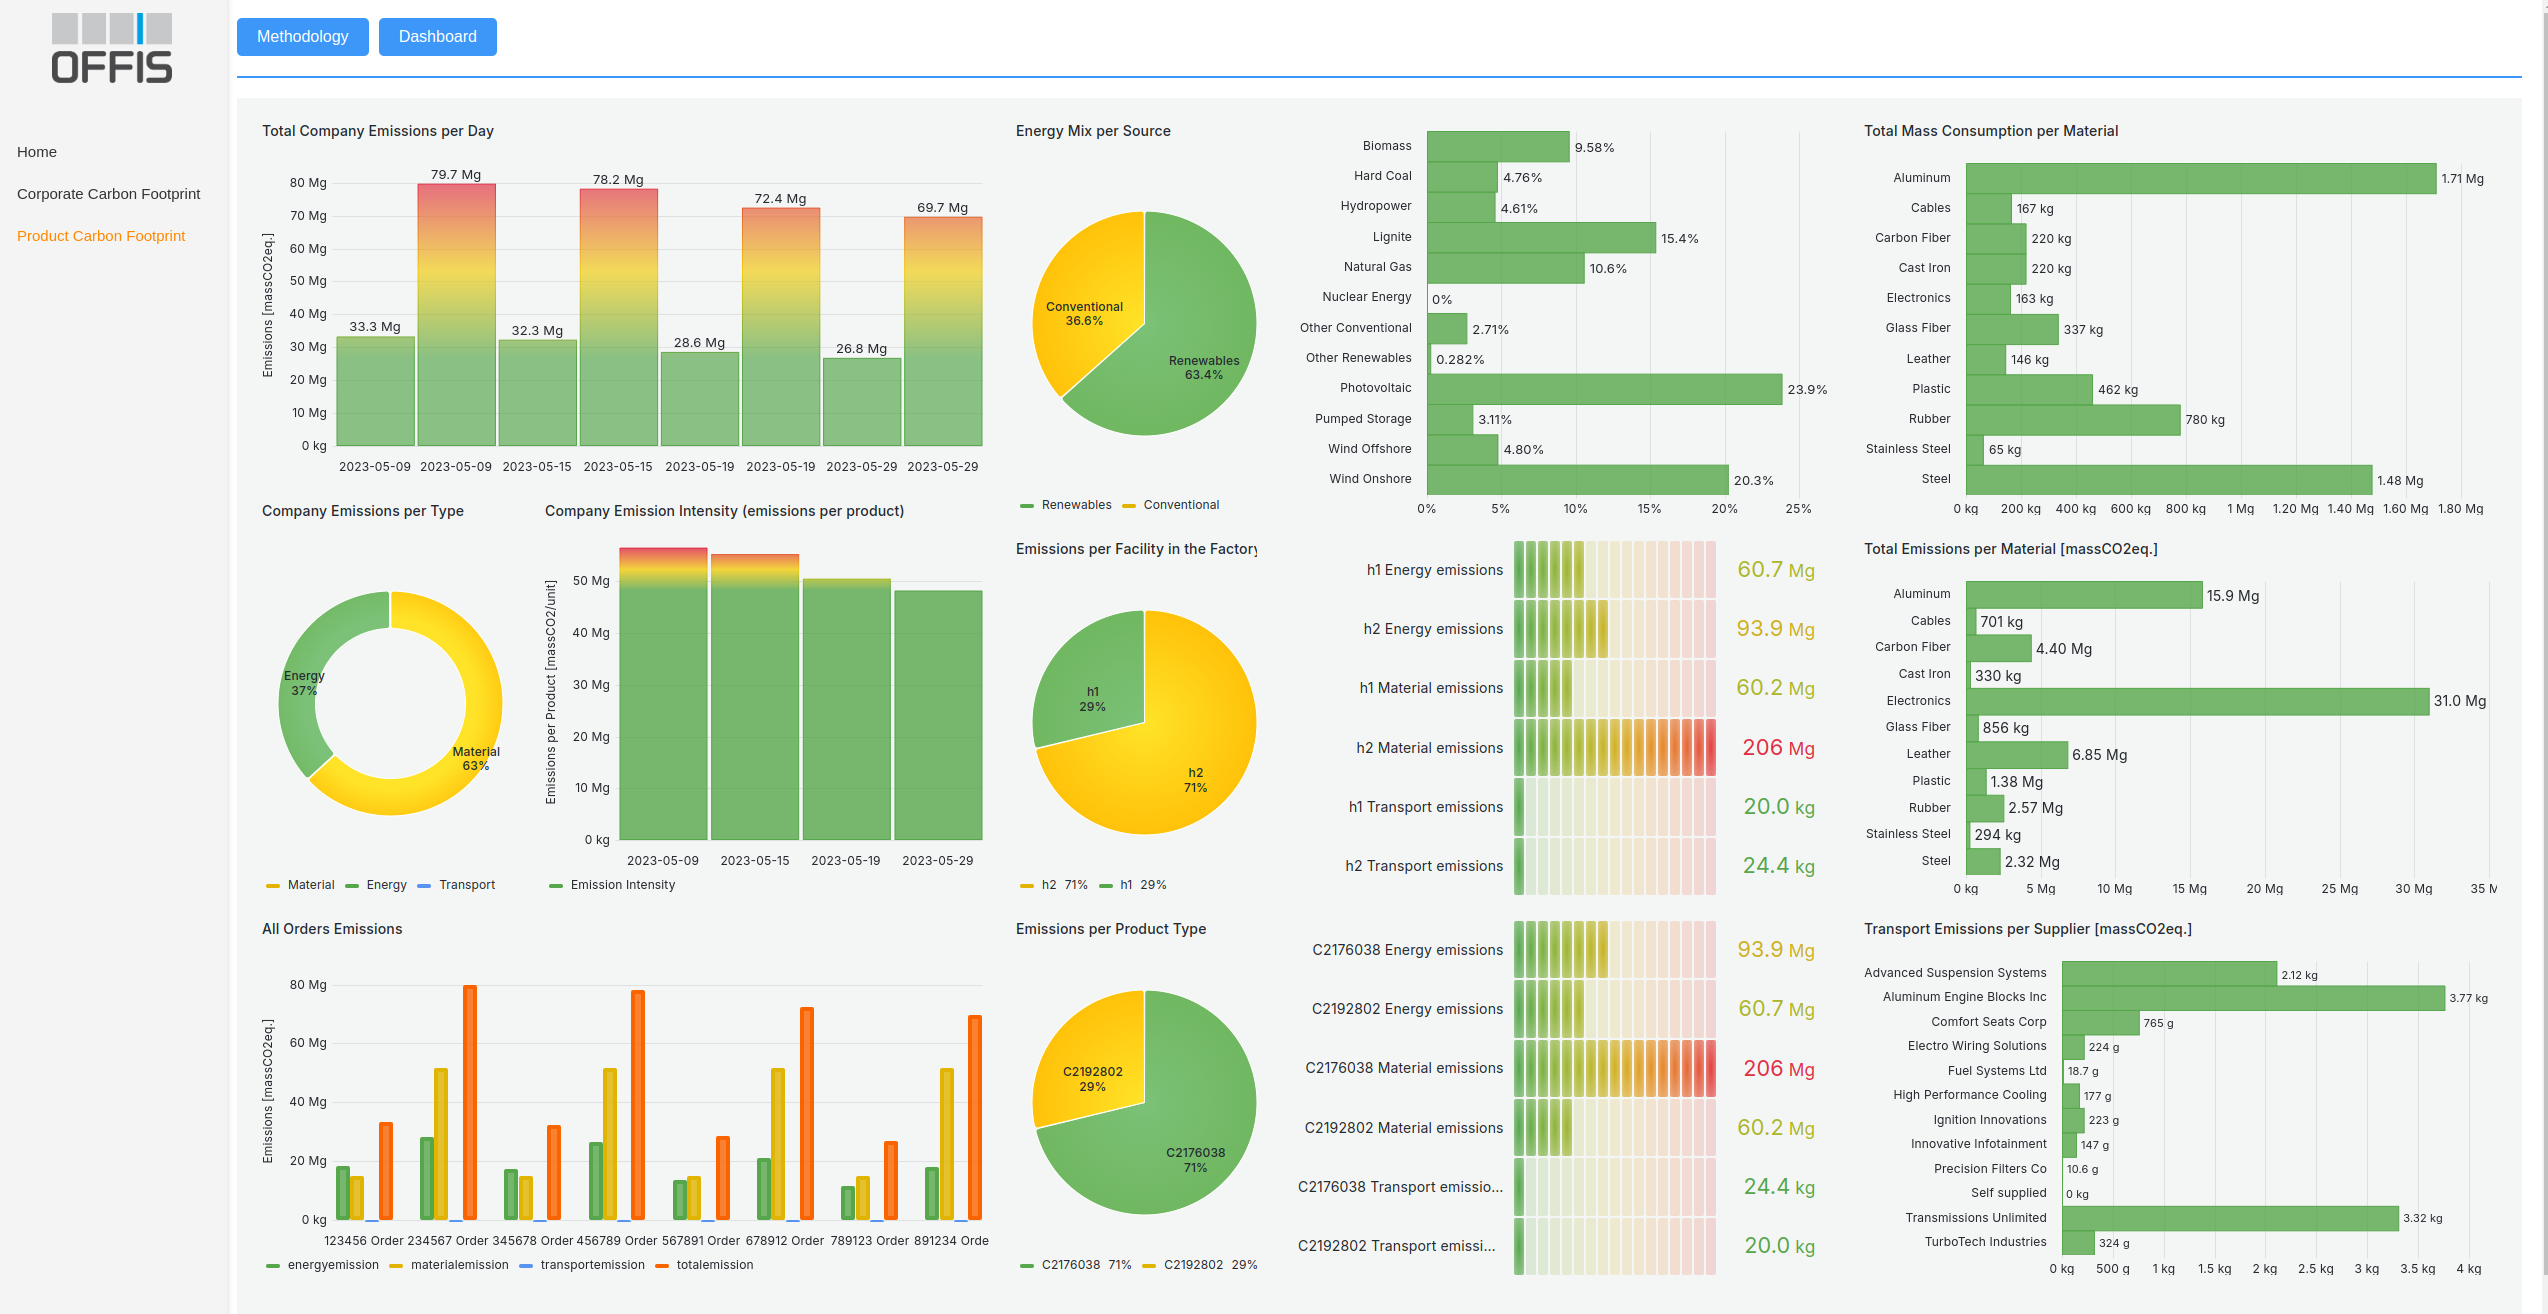 OFFIS
Home
Corporate Carbon Footprint
Product Carbon Footprint
Methodology
Dashboard
Total Company Emissions per Day
Emissions [massCO2eq.]
80 Mg
70 Mg
60 Mg
50 Mg
40 Mg
30 Mg
20 Mg
10 Mg
0 kg
33.3 Mg
79.7 Mg
32.3 Mg
78.2 Mg
28.6 Mg
72.4 Mg
26.8 Mg
69.7 Mg
2023-05-09 2023-05-09 2023-05-15 2023-05-15 2023-05-19 2023-05-19 2023-05-29 2023-05-29
Energy Mix per Source
Conventional
36.6%
Renewables
63.4%
Renewables Conventional
Biomass 9.58%
Hard Coal 4.76%
Hydropower 4.61%
Lignite 15.4%
Natural Gas 10.6%
Nuclear Energy 0%
Other Conventional 2.71%
Other Renewables 0.282%
Photovoltaic 23.9%
Pumped Storage 3.11%
Wind Offshore 4.80%
Wind Onshore 20.3%
0% 5% 10% 15% 20% 25%
Total Mass Consumption per Material
Aluminum 1.71 Mg
Cables 167 kg
Carbon Fiber 220 kg
Cast Iron 220 kg
Electronics 163 kg
Glass Fiber 337 kg
Leather 146 kg
Plastic 462 kg
Rubber 780 kg
Stainless Steel 65 kg
Steel 1.48 Mg
0 kg 200 kg 400 kg 600 kg 800 kg 1 Mg 1.20 Mg 1.40 Mg 1.60 Mg 1.80 Mg
Company Emissions per Type
Energy
37%
Material
63%
Material Energy Transport
Company Emission Intensity (emissions per product)
Emissions per Product [massCO2/unit]
50 Mg
40 Mg
30 Mg
20 Mg
10 Mg
0 kg
2023-05-09 2023-05-15 2023-05-19 2023-05-29
Emission Intensity
Emissions per Facility in the Factory
h1
29%
h2
71%
h2 71% h1 29%
h1 Energy emissions 60.7 Mg
h2 Energy emissions 93.9 Mg
h1 Material emissions 60.2 Mg
h2 Material emissions 206 Mg
h1 Transport emissions 20.0 kg
h2 Transport emissions 24.4 kg
Total Emissions per Material [massCO2eq.]
Aluminum 15.9 Mg
Cables 701 kg
Carbon Fiber 4.40 Mg
Cast Iron 330 kg
Electronics 31.0 Mg
Glass Fiber 856 kg
Leather 6.85 Mg
Plastic 1.38 Mg
Rubber 2.57 Mg
Stainless Steel 294 kg
Steel 2.32 Mg
0 kg 5 Mg 10 Mg 15 Mg 20 Mg 25 Mg 30 Mg 35 M
All Orders Emissions
Emissions [massCO2eq.]
80 Mg
60 Mg
40 Mg
20 Mg
0 kg
123456 Order 234567 Order 345678 Order 456789 Order 567891 Order 678912 Order 789123 Order 891234 Orde
energyemission materialemission transportemission totalemission
Emissions per Product Type
C2192802
29%
C2176038
71%
C2176038 71% C2192802 29%
C2176038 Energy emissions 93.9 Mg
C2192802 Energy emissions 60.7 Mg
C2176038 Material emissions 206 Mg
C2192802 Material emissions 60.2 Mg
C2176038 Transport emissio... 24.4 kg
C2192802 Transport emissi... 20.0 kg
Transport Emissions per Supplier [massCO2eq.]
Advanced Suspension Systems 2.12 kg
Aluminum Engine Blocks Inc 3.77 kg
Comfort Seats Corp 765 g
Electro Wiring Solutions 224 g
Fuel Systems Ltd 18.7 g
High Performance Cooling 177 g
Ignition Innovations 223 g
Innovative Infotainment 147 g
Precision Filters Co 10.6 g
Self supplied 0 kg
Transmissions Unlimited 3.32 kg
TurboTech Industries 324 g
0 kg 500 g 1 kg 1.5 kg 2 kg 2.5 kg 3 kg 3.5 kg 4 kg